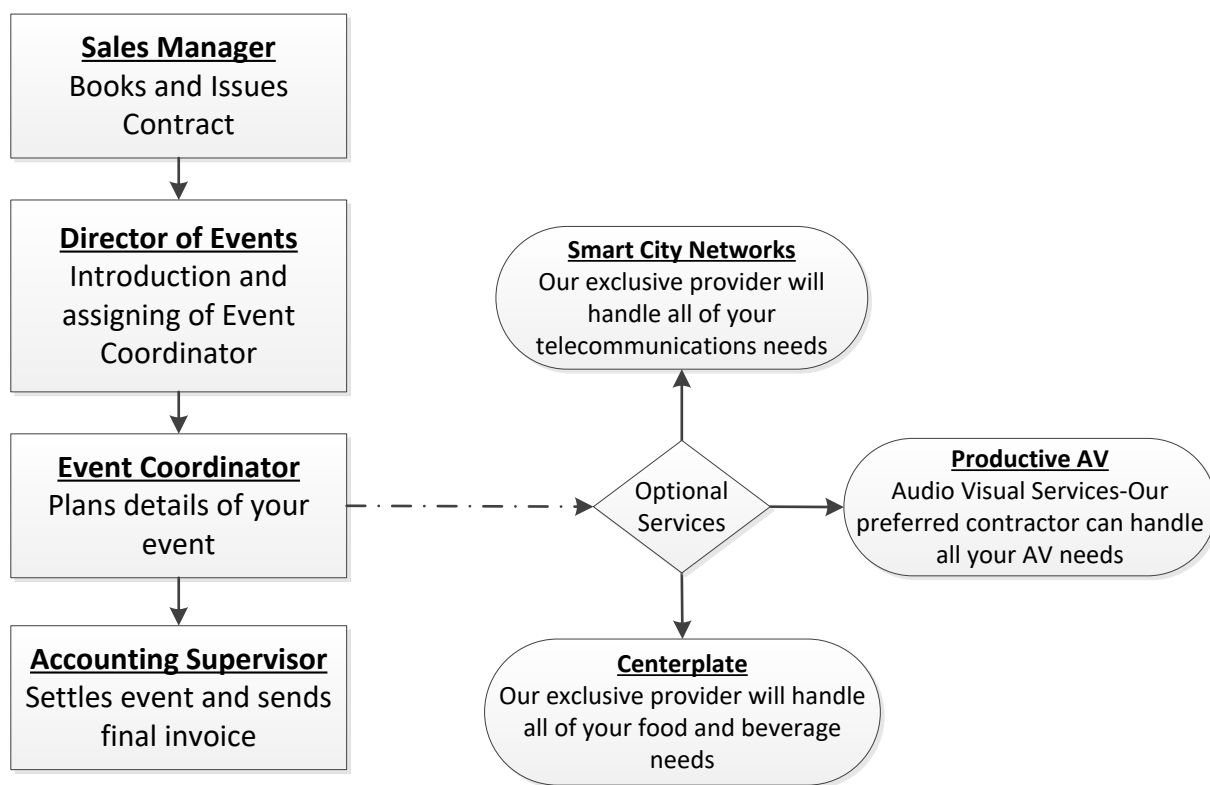 Sales Manager
Books and Issues
Contract
Director of Events
Introduction and
assigning of Event
Coordinator
Event Coordinator
Plans details of your
event
Accounting Supervisor
Settles event and sends
final invoice
Smart City Networks
Our exclusive provider will
handle all of your
telecommunications needs
Optional
Services
Productive AV
Audio Visual Services-Our
preferred contractor can handle
all your AV needs
Centerplate
Our exclusive provider will handle
all of your food and beverage
needs